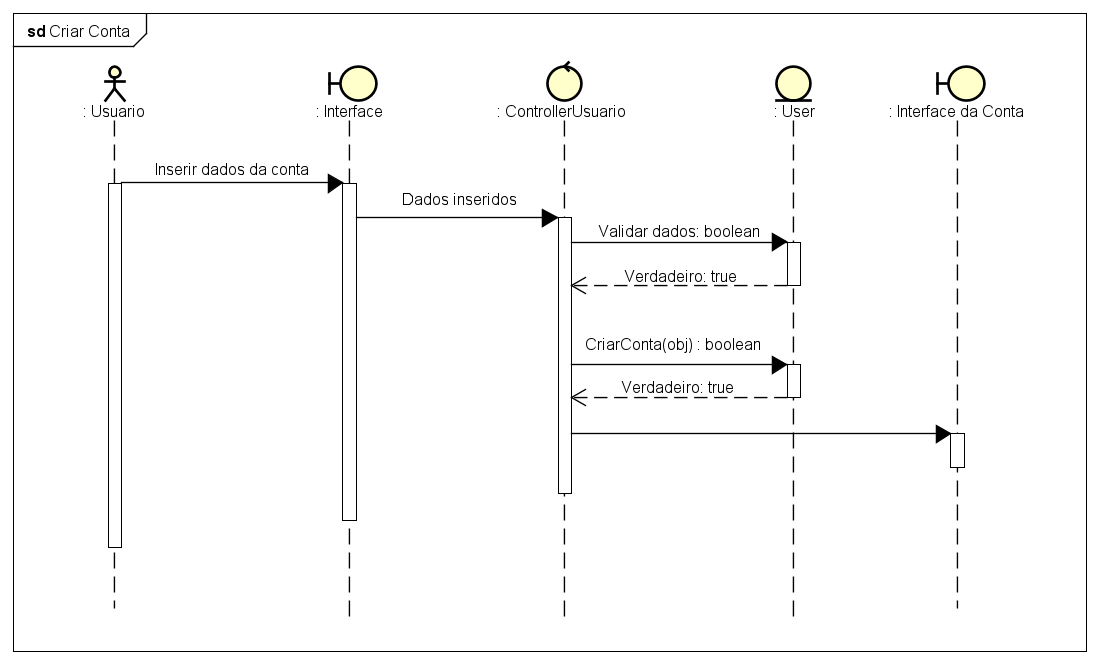 sd Criar Conta
: Usuario
: Interface
: ControllerUsuario
: User
: Interface da Conta
Inserir dados da conta
Dados inseridos
Validar dados: boolean
Verdadeiro: true
CriarConta(obj) : boolean
Verdadeiro: true